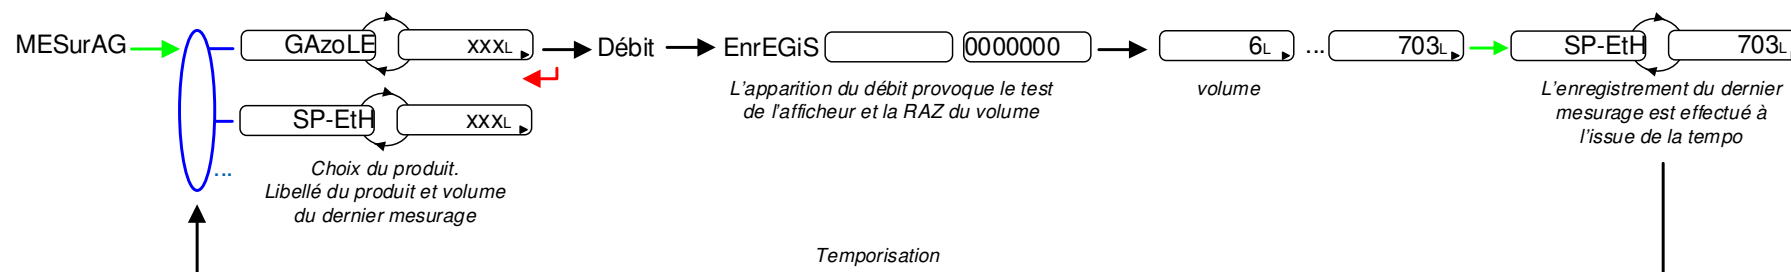 MESurAG GAzoLE xxxL Débit EnrEGiS 0000000 6L ... 703L SP-EtH 703L
SP-EtH xxxL
...
Choix du produit.
Libellé du produit et volume
du dernier mesurage
L'apparition du débit provoque le test
de l'afficheur et la RAZ du volume
volume
L'enregistrement du dernier
mesurage est effectué à
l'issue de la tempo
Temporisation